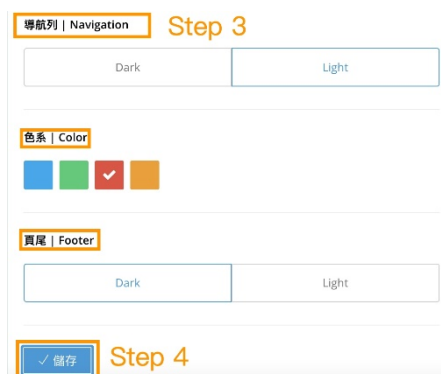 導航列 | Navigation Step 3
Dark Light
色系 | Color
頁尾 | Footer
Dark Light
✓ 儲存 Step 4